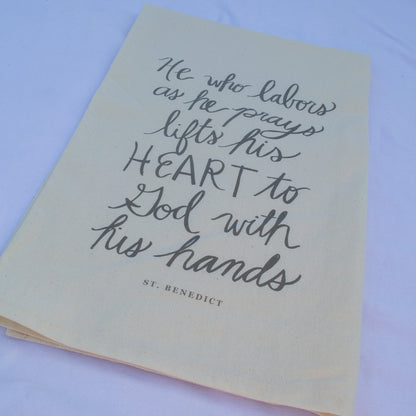 He who labors
as he prays
lifts his
HEART to
God with
his hands
ST. BENEDICT